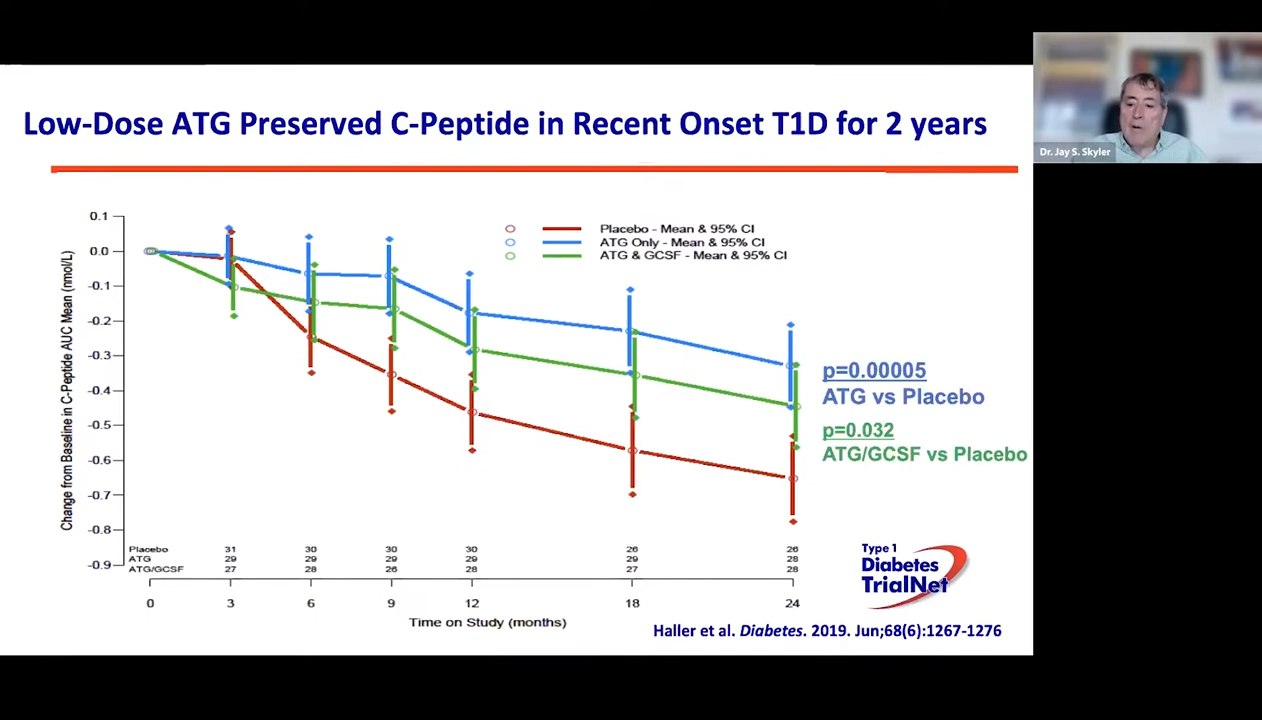 Low-Dose ATG Preserved C-Peptide in Recent Onset T1D for 2 years
Dr. Jay S. Skyler
Placebo - Mean & 95% CI
ATG Only - Mean & 95% CI
ATG & GCSF - Mean & 95% CI
Change from Baseline in C-Peptide AUC Mean (nmol/L)
0.1
0.0
-0.1
-0.2
-0.3
-0.4
-0.5
-0.6
-0.7
-0.8
-0.9
p=0.00005
ATG vs Placebo
p=0.032
ATG/GCSF vs Placebo
Placebo 31 30 30 30 26 26
ATG 29 29 29 29 29 28
ATG/GCSF 27 28 26 28 27 28
0 3 6 9 12 18 24
Time on Study (months)
Type 1
Diabetes
TrialNet
Haller et al. Diabetes. 2019. Jun;68(6):1267-1276